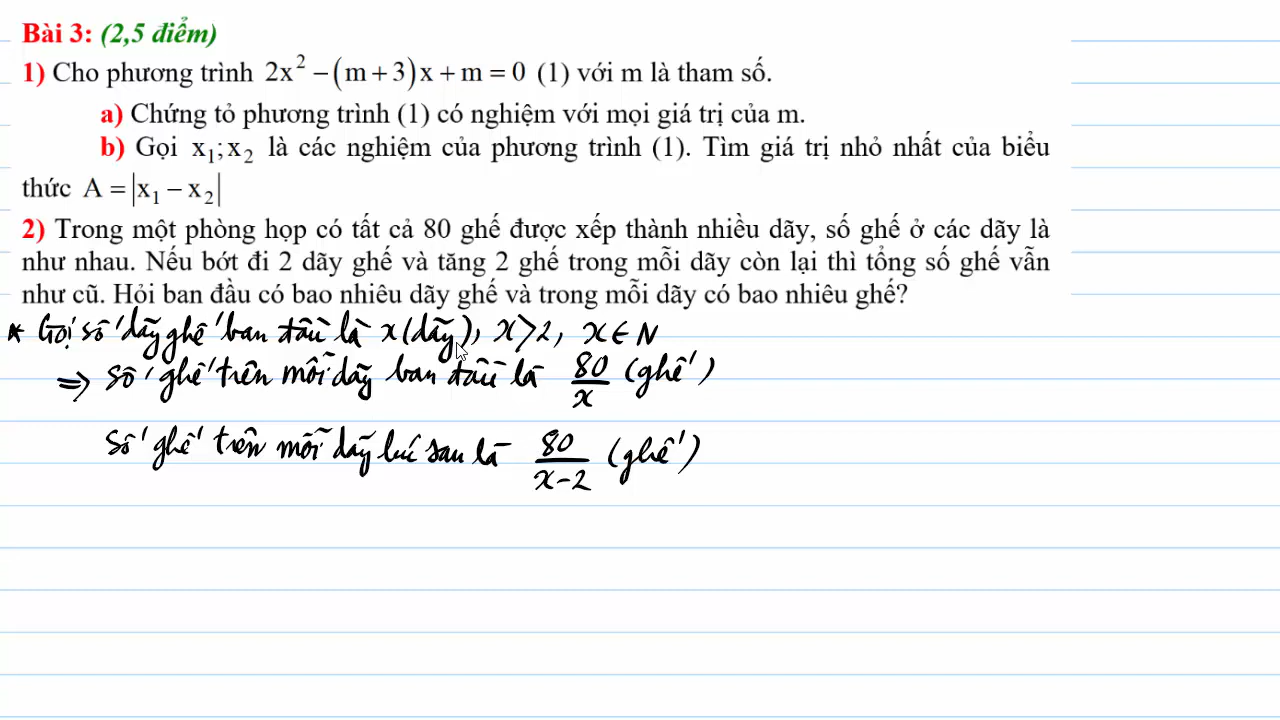 Bài 3: (2,5 điểm)
1) Cho phương trình 2x² − (m + 3)x + m = 0 (1) với m là tham số.
a) Chứng tỏ phương trình (1) có nghiệm với mọi giá trị của m.
b) Gọi x₁; x₂ là các nghiệm của phương trình (1). Tìm giá trị nhỏ nhất của biểu
thức A = |x₁ − x₂|
2) Trong một phòng họp có tất cả 80 ghế được xếp thành nhiều dãy, số ghế ở các dãy là
như nhau. Nếu bớt đi 2 dãy ghế và tăng 2 ghế trong mỗi dãy còn lại thì tổng số ghế vẫn
như cũ. Hỏi ban đầu có bao nhiêu dãy ghế và trong mỗi dãy có bao nhiêu ghế?
* Gọi số dãy ghế ban đầu là x (dãy), x > 2, x ∈ N
⇒ Số ghế trên mỗi dãy ban đầu là 80/x (ghế)
Số ghế trên mỗi dãy lúc sau là 80/(x−2) (ghế)